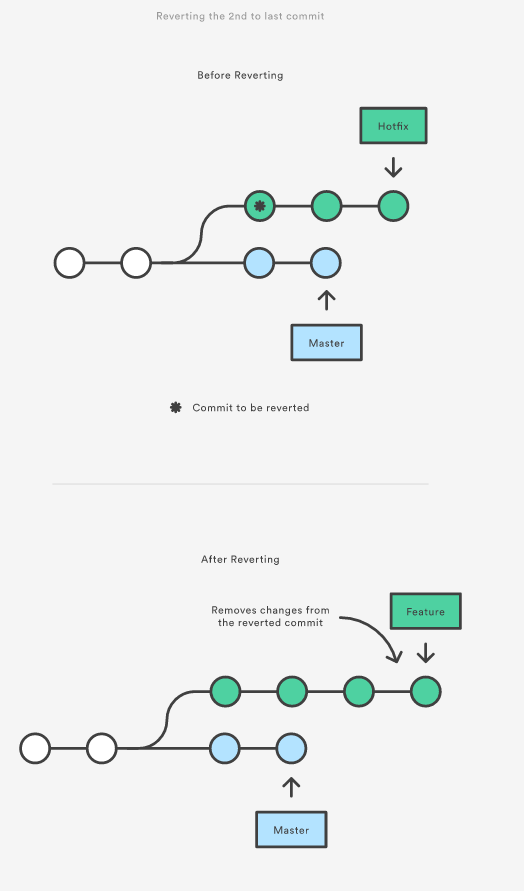 Reverting the 2nd to last commit
Before Reverting
Hotfix
Master
Commit to be reverted
After Reverting
Removes changes from
the reverted commit
Feature
Master